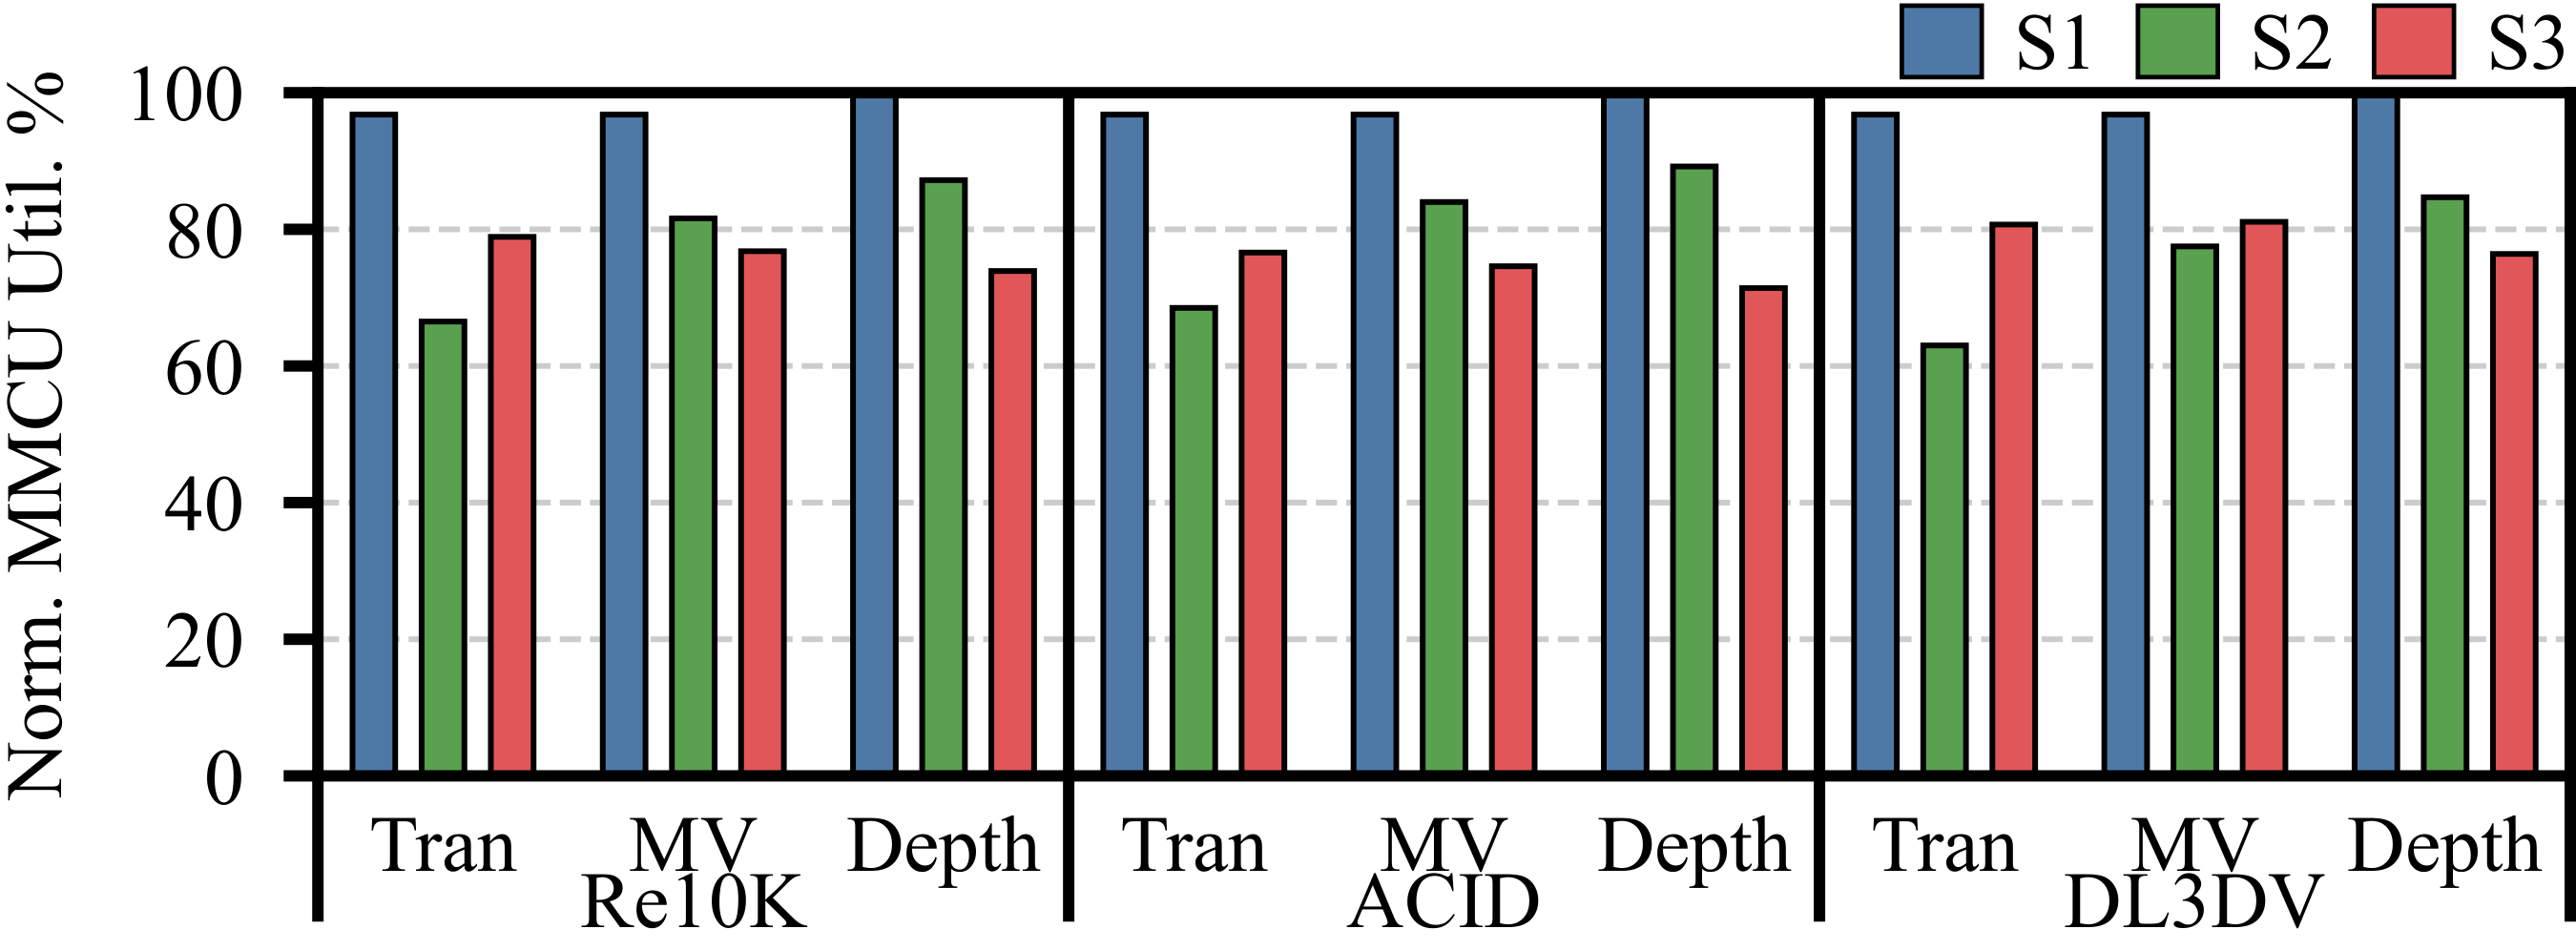 S1 S2 S3
Norm. MMCU Util. %
100
80
60
40
20
0
Tran MV Depth Tran MV Depth Tran MV Depth
Re10K ACID DL3DV